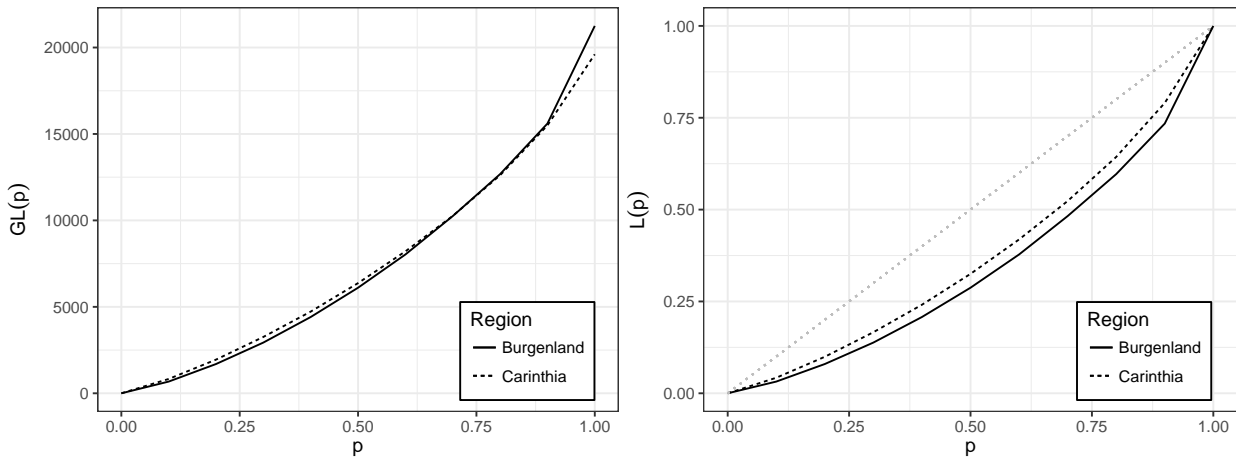 20000
15000
10000
5000
0
GL(p)
0.00 0.25 0.50 0.75 1.00
p
Region
Burgenland
Carinthia
1.00
0.75
0.50
0.25
0.00
L(p)
0.00 0.25 0.50 0.75 1.00
p
Region
Burgenland
Carinthia